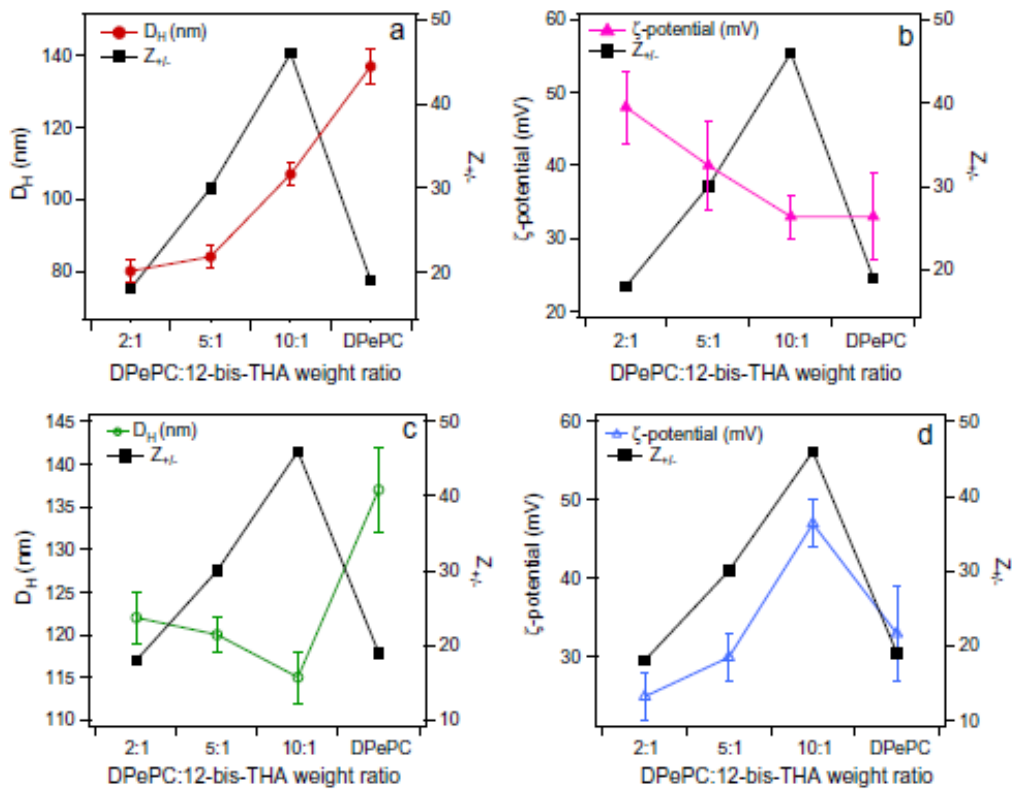 a
D_H (nm)
Z+/-
140
120
100
80
D_H (nm)
50
40
30
20
Z+/-
2:1 5:1 10:1 DPePC
DPePC:12-bis-THA weight ratio
b
ζ-potential (mV)
Z+/-
60
50
40
30
20
ζ-potential (mV)
50
40
30
20
Z+/-
2:1 5:1 10:1 DPePC
DPePC:12-bis-THA weight ratio
c
D_H (nm)
Z+/-
145
140
135
130
125
120
115
110
D_H (nm)
50
40
30
20
10
Z+/-
2:1 5:1 10:1 DPePC
DPePC:12-bis-THA weight ratio
d
ζ-potential (mV)
Z+/-
60
50
40
30
ζ-potential (mV)
50
40
30
20
10
Z+/-
2:1 5:1 10:1 DPePC
DPePC:12-bis-THA weight ratio